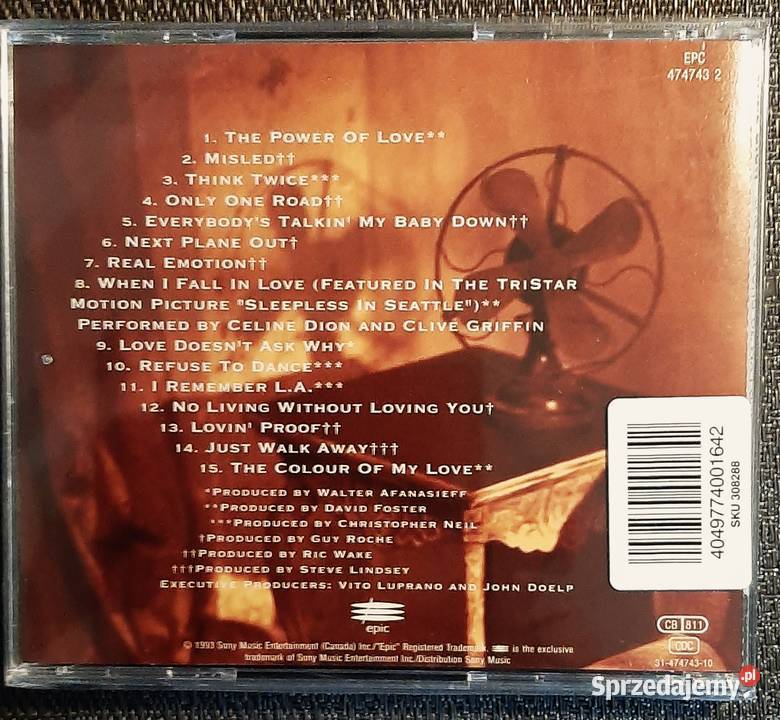 EPC
474743 2
1. THE POWER OF LOVE**
2. MISLED††
3. THINK TWICE***
4. ONLY ONE ROAD††
5. EVERYBODY'S TALKIN' MY BABY DOWN††
6. NEXT PLANE OUT†
7. REAL EMOTION††
8. WHEN I FALL IN LOVE (FEATURED IN THE TRISTAR
MOTION PICTURE "SLEEPLESS IN SEATTLE")**
PERFORMED BY CELINE DION AND CLIVE GRIFFIN
9. LOVE DOESN'T ASK WHY*
10. REFUSE TO DANCE***
11. I REMEMBER L.A.***
12. NO LIVING WITHOUT LOVING YOU†
13. LOVIN' PROOF††
14. JUST WALK AWAY†††
15. THE COLOUR OF MY LOVE**
*PRODUCED BY WALTER AFANASIEFF
**PRODUCED BY DAVID FOSTER
***PRODUCED BY CHRISTOPHER NEIL
†PRODUCED BY GUY ROCHE
††PRODUCED BY RIC WAKE
†††PRODUCED BY STEVE LINDSEY
EXECUTIVE PRODUCERS: VITO LUPRANO AND JOHN DOELP
epic
© 1993 Sony Music Entertainment (Canada) Inc./"Epic" Registered Trademark, is the exclusive
trademark of Sony Music Entertainment Inc./Distribution Sony Music
4049774001642
SKU 308288
CB 811
CDC
31-474743-10
Sprzedajemy.pl